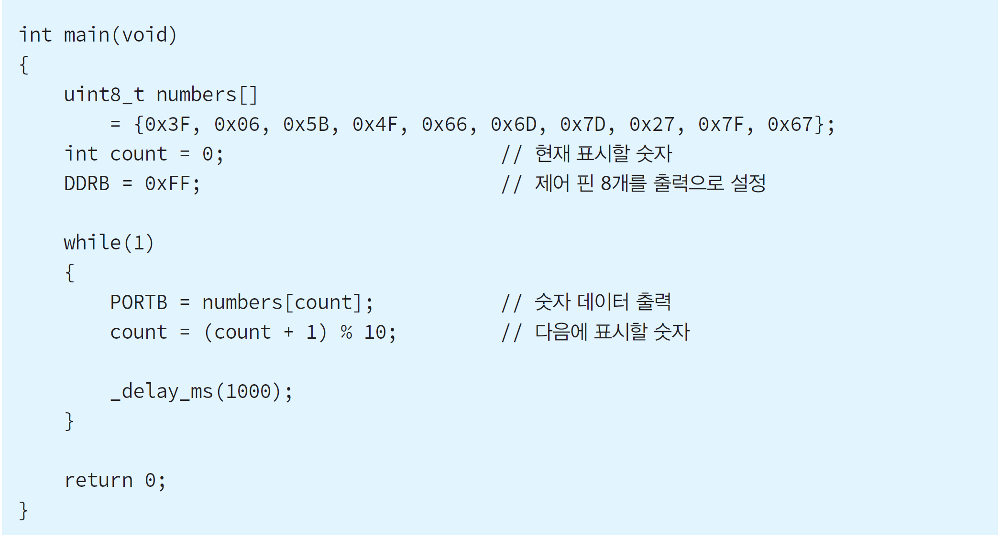 int main(void)
{
    uint8_t numbers[]
        = {0x3F, 0x06, 0x5B, 0x4F, 0x66, 0x6D, 0x7D, 0x27, 0x7F, 0x67};
    int count = 0;                        // 현재 표시할 숫자
    DDRB = 0xFF;                          // 제어 핀 8개를 출력으로 설정

    while(1)
    {
        PORTB = numbers[count];           // 숫자 데이터 출력
        count = (count + 1) % 10;         // 다음에 표시할 숫자

        _delay_ms(1000);
    }

    return 0;
}